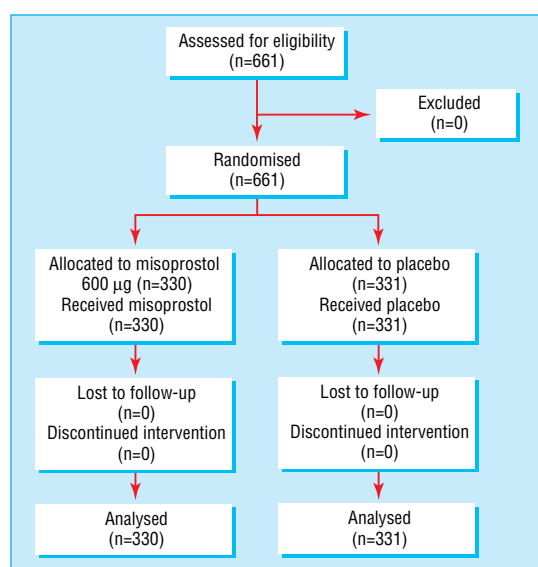 Assessed for eligibility
(n=661)
Excluded
(n=0)
Randomised
(n=661)
Allocated to misoprostol
600 µg (n=330)
Received misoprostol
(n=330)
Allocated to placebo
(n=331)
Received placebo
(n=331)
Lost to follow-up
(n=0)
Discontinued intervention
(n=0)
Lost to follow-up
(n=0)
Discontinued intervention
(n=0)
Analysed
(n=330)
Analysed
(n=331)